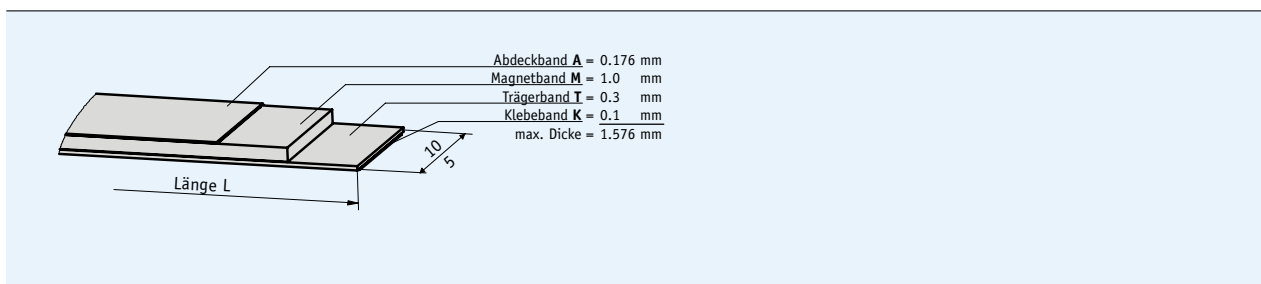 Abdeckband A = 0.176 mm
Magnetband M = 1.0 mm
Trägerband T = 0.3 mm
Klebeband K = 0.1 mm
max. Dicke = 1.576 mm
10
5
Länge L